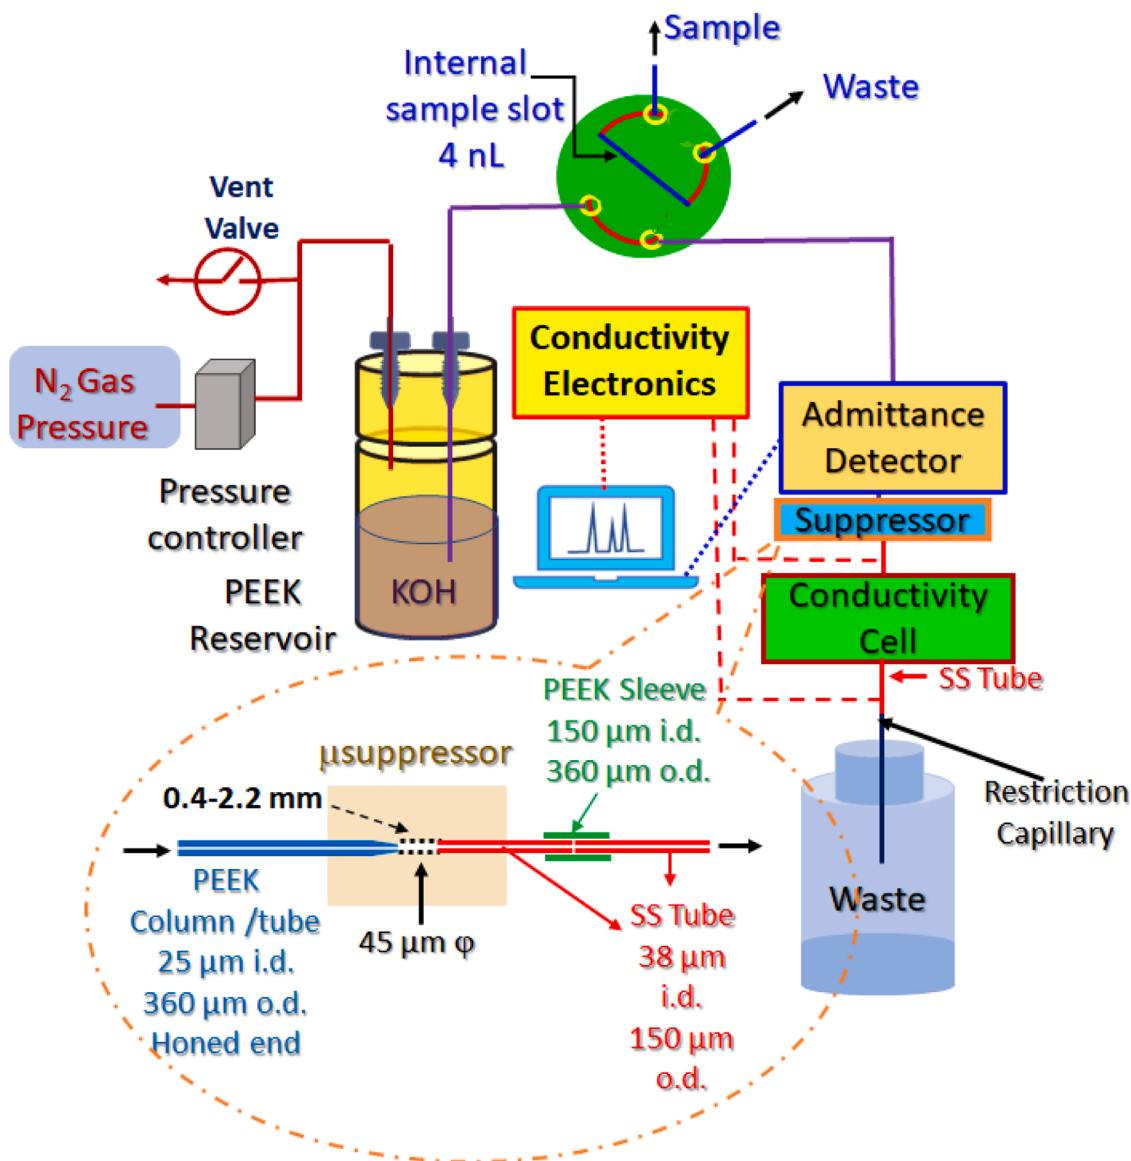 Sample
Internal
sample slot
4 nL
Waste
Vent
Valve
N2 Gas
Pressure
Conductivity
Electronics
Admittance
Detector
Pressure
controller
Suppressor
PEEK
Reservoir
KOH
Conductivity
Cell
SS Tube
PEEK Sleeve
150 μm i.d.
360 μm o.d.
μsuppressor
0.4-2.2 mm
Restriction
Capillary
PEEK
Column /tube
25 μm i.d.
360 μm o.d.
Honed end
45 μm φ
SS Tube
38 μm
i.d.
150 μm
o.d.
Waste